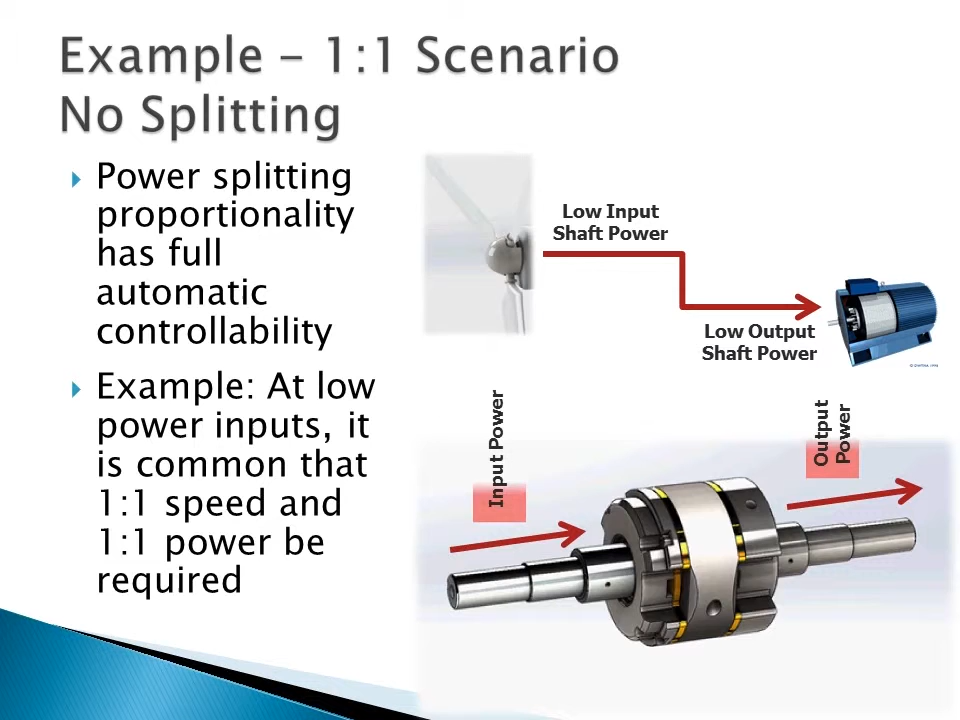 Example - 1:1 Scenario
No Splitting
Power splitting
proportionality
has full
automatic
controllability
Example: At low
power inputs, it
is common that
1:1 speed and
1:1 power be
required
Low Input
Shaft Power
Low Output
Shaft Power
Input Power
Output
Power